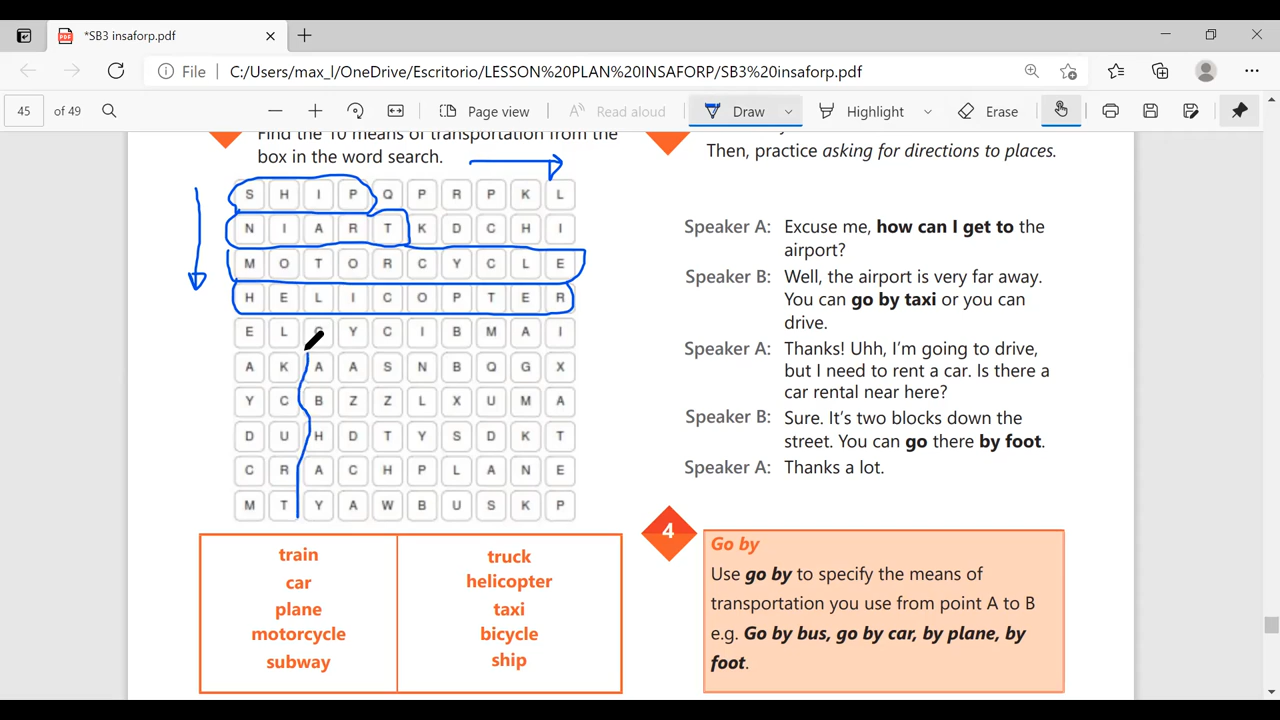 *SB3 insaforp.pdf
File C:/Users/max_l/OneDrive/Escritorio/LESSON%20PLAN%20INSAFORP/SB3%20insaforp.pdf
45 of 49
Page view
Read aloud
Draw
Highlight
Erase
Find the 10 means of transportation from the
box in the word search.
S H I P Q P R P K L
N I A R T K D C H I
M O T O R C Y C L E
H E L I C O P T E R
E L C Y C I B M A I
A K A A S N B Q G X
Y C B Z Z L X U M A
D U H D T Y S D K T
C R A C H P L A N E
M T Y A W B U S K P
train
car
plane
motorcycle
subway
truck
helicopter
taxi
bicycle
ship
Then, practice asking for directions to places.
Speaker A: Excuse me, how can I get to the
airport?
Speaker B: Well, the airport is very far away.
You can go by taxi or you can
drive.
Speaker A: Thanks! Uhh, I'm going to drive,
but I need to rent a car. Is there a
car rental near here?
Speaker B: Sure. It's two blocks down the
street. You can go there by foot.
Speaker A: Thanks a lot.
4
Go by
Use go by to specify the means of
transportation you use from point A to B
e.g. Go by bus, go by car, by plane, by
foot.